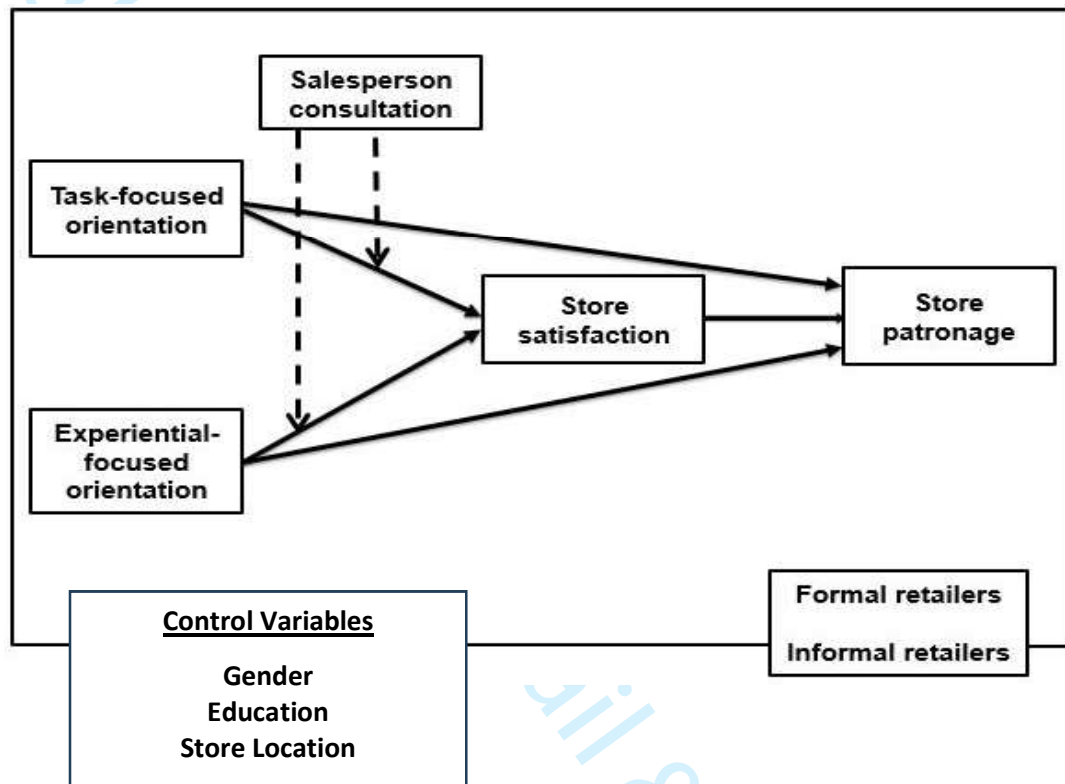 Salesperson
consultation
Task-focused
orientation
Store
satisfaction
Store
patronage
Experiential-
focused
orientation
Formal retailers
Informal retailers
Control Variables
Gender
Education
Store Location